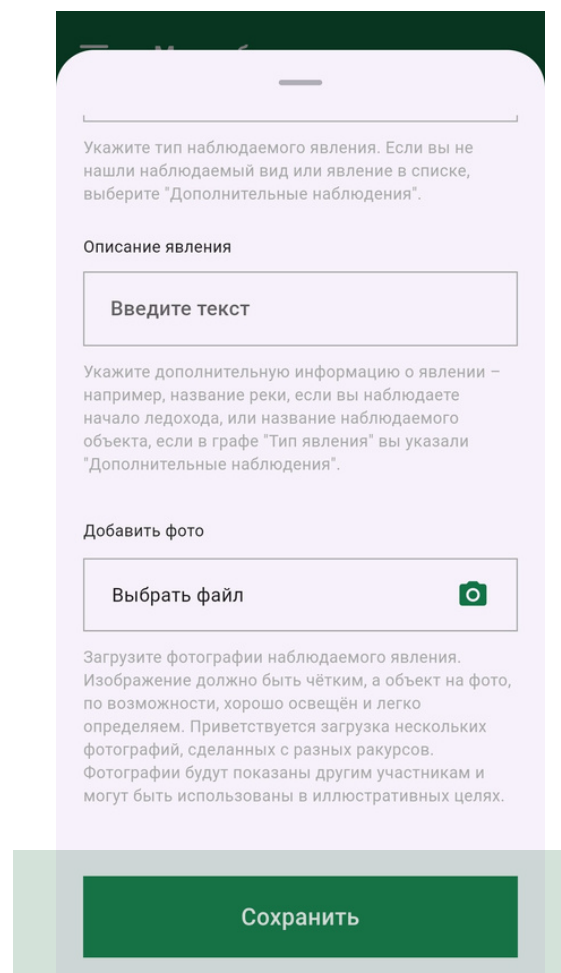 Укажите тип наблюдаемого явления. Если вы не
нашли наблюдаемый вид или явление в списке,
выберите "Дополнительные наблюдения".
Описание явления
Введите текст
Укажите дополнительную информацию о явлении –
например, название реки, если вы наблюдаете
начало ледохода, или название наблюдаемого
объекта, если в графе "Тип явления" вы указали
"Дополнительные наблюдения".
Добавить фото
Выбрать файл
Загрузите фотографии наблюдаемого явления.
Изображение должно быть чётким, а объект на фото,
по возможности, хорошо освещён и легко
определяем. Приветствуется загрузка нескольких
фотографий, сделанных с разных ракурсов.
Фотографии будут показаны другим участникам и
могут быть использованы в иллюстративных целях.
Сохранить